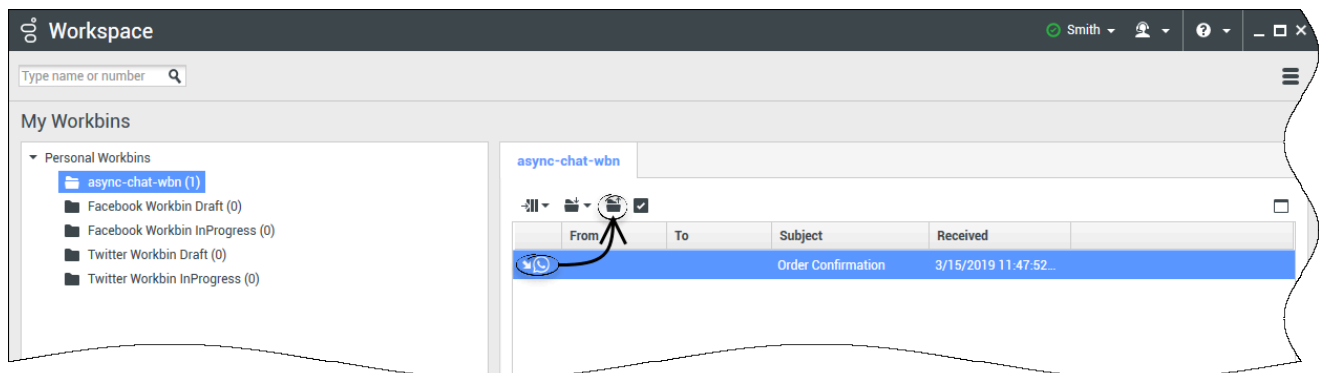 Workspace
Smith
Type name or number
My Workbins
Personal Workbins
async-chat-wbn (1)
Facebook Workbin Draft (0)
Facebook Workbin InProgress (0)
Twitter Workbin Draft (0)
Twitter Workbin InProgress (0)
async-chat-wbn
From To Subject Received
Order Confirmation 3/15/2019 11:47:52...